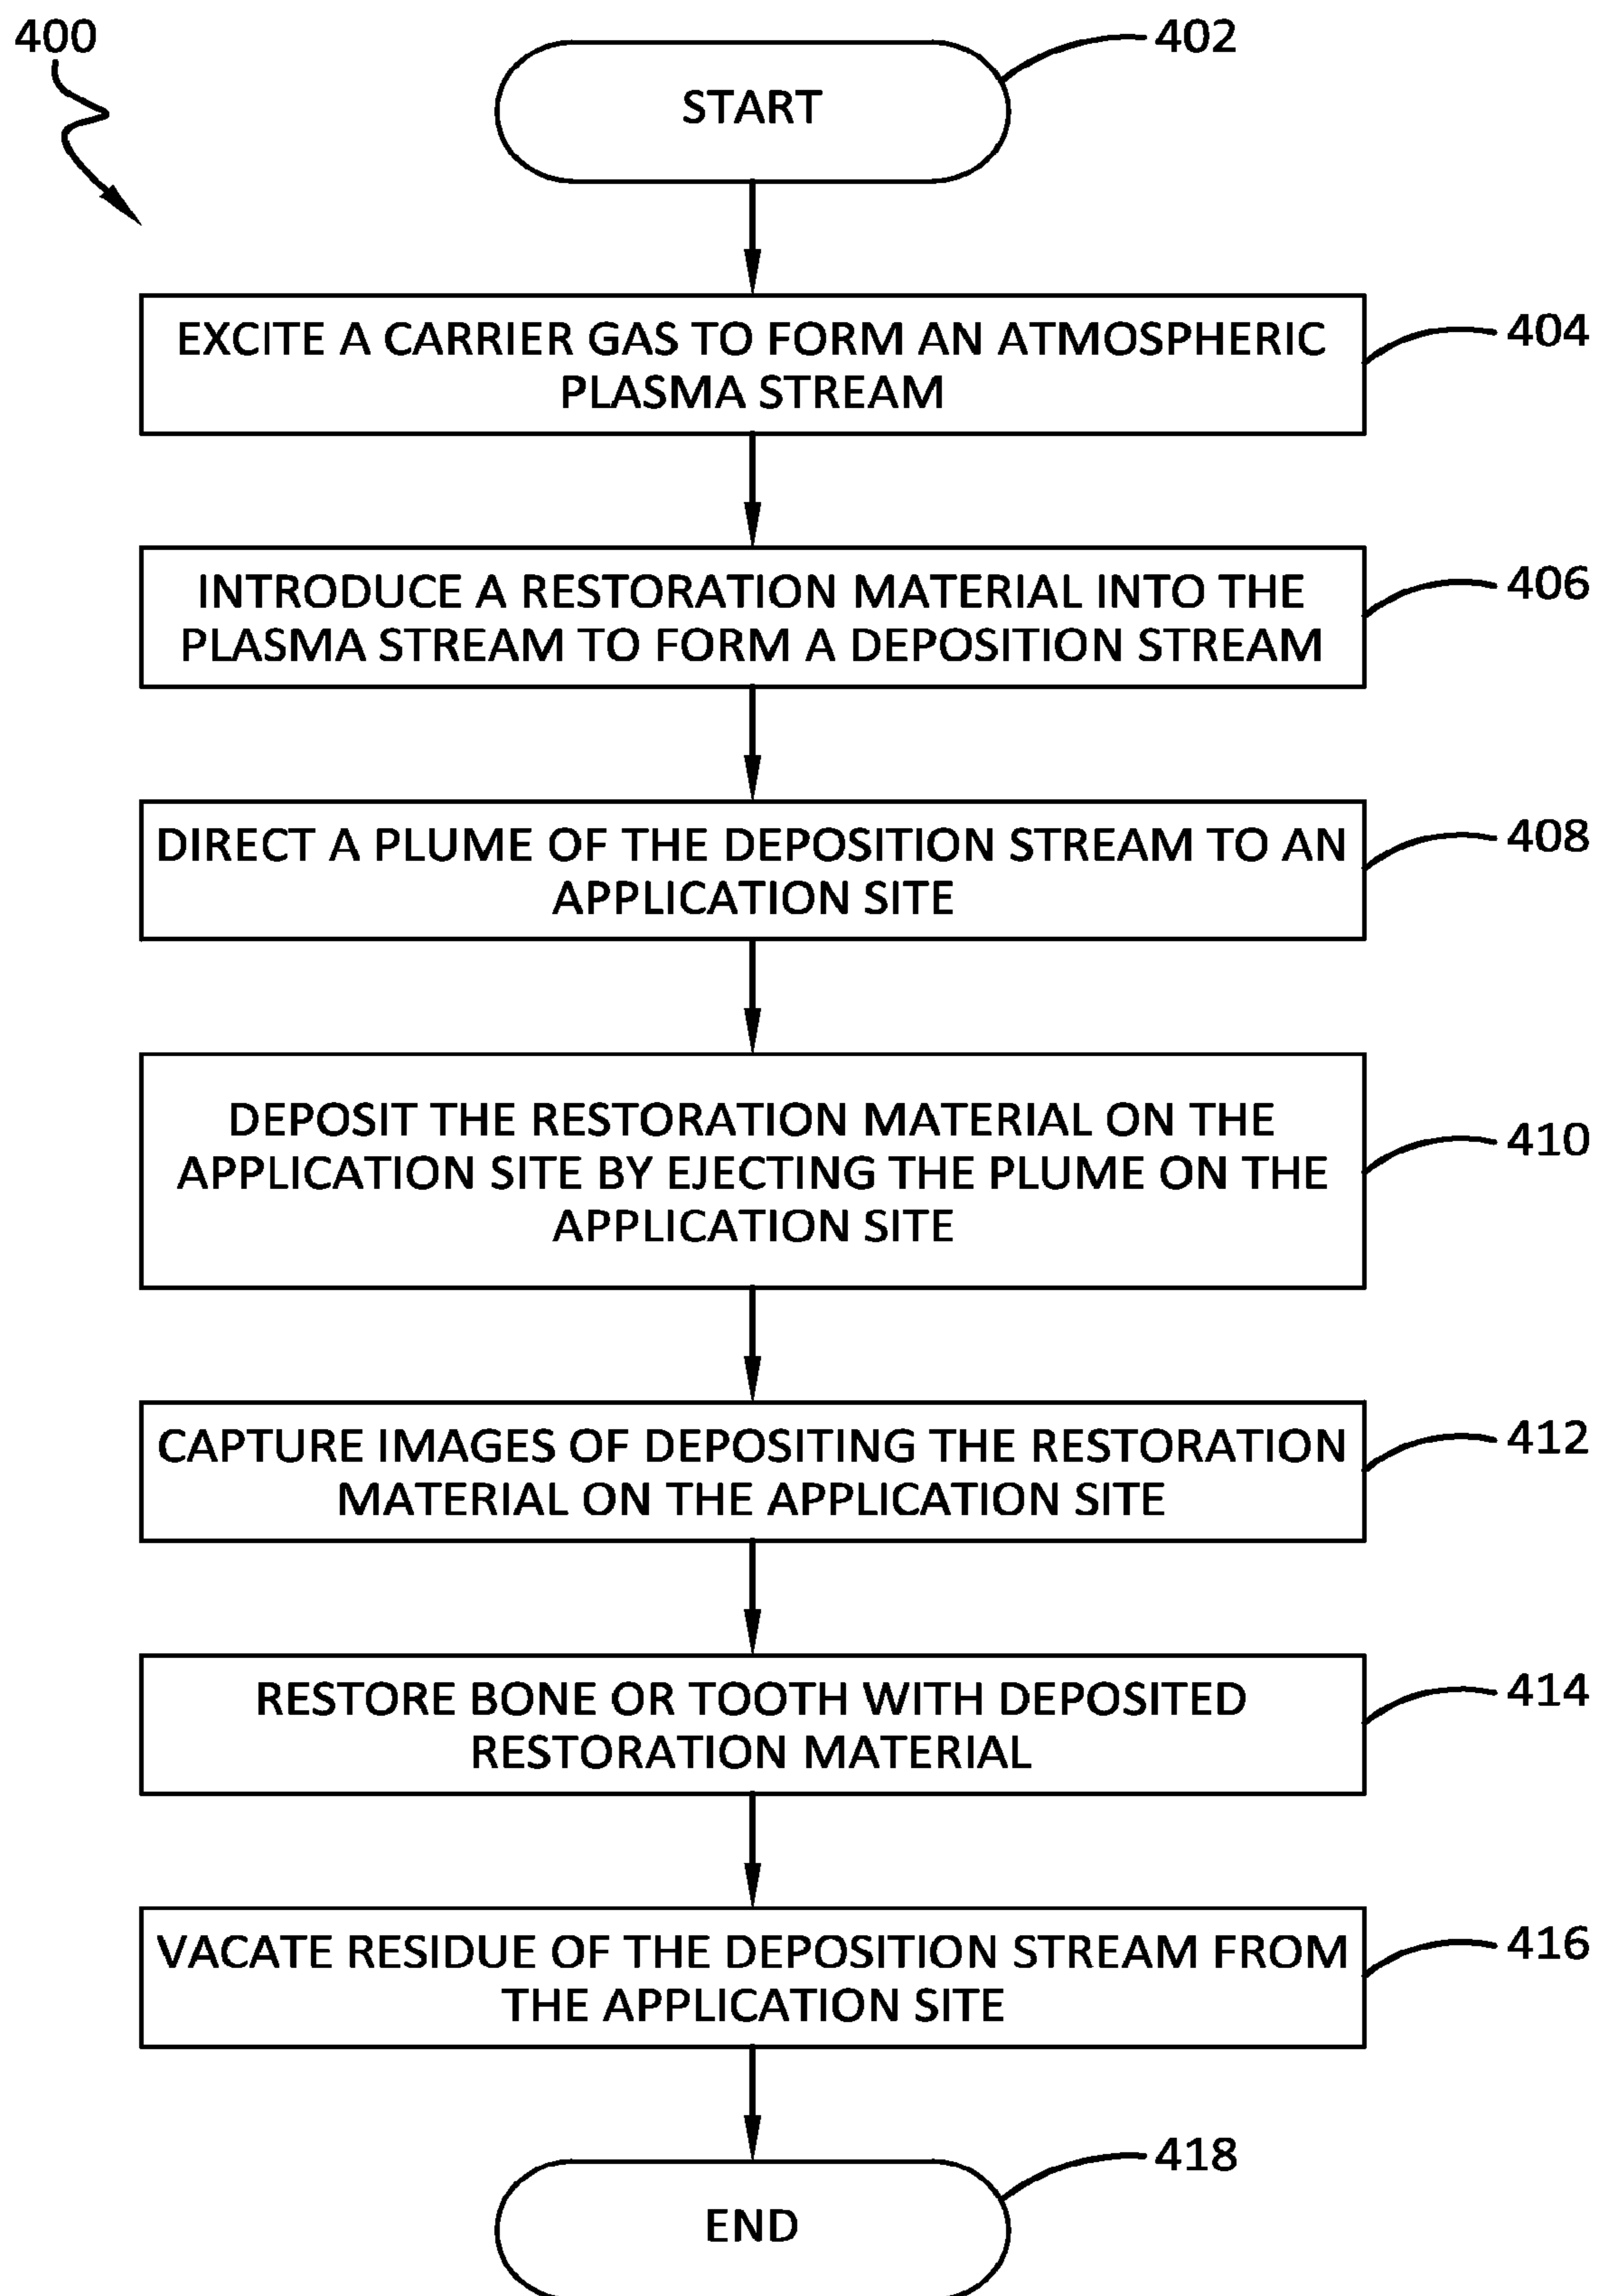 400
402
START
EXCITE A CARRIER GAS TO FORM AN ATMOSPHERIC
PLASMA STREAM
404
INTRODUCE A RESTORATION MATERIAL INTO THE
PLASMA STREAM TO FORM A DEPOSITION STREAM
406
DIRECT A PLUME OF THE DEPOSITION STREAM TO AN
APPLICATION SITE
408
DEPOSIT THE RESTORATION MATERIAL ON THE
APPLICATION SITE BY EJECTING THE PLUME ON THE
APPLICATION SITE
410
CAPTURE IMAGES OF DEPOSITING THE RESTORATION
MATERIAL ON THE APPLICATION SITE
412
RESTORE BONE OR TOOTH WITH DEPOSITED
RESTORATION MATERIAL
414
VACATE RESIDUE OF THE DEPOSITION STREAM FROM
THE APPLICATION SITE
416
418
END